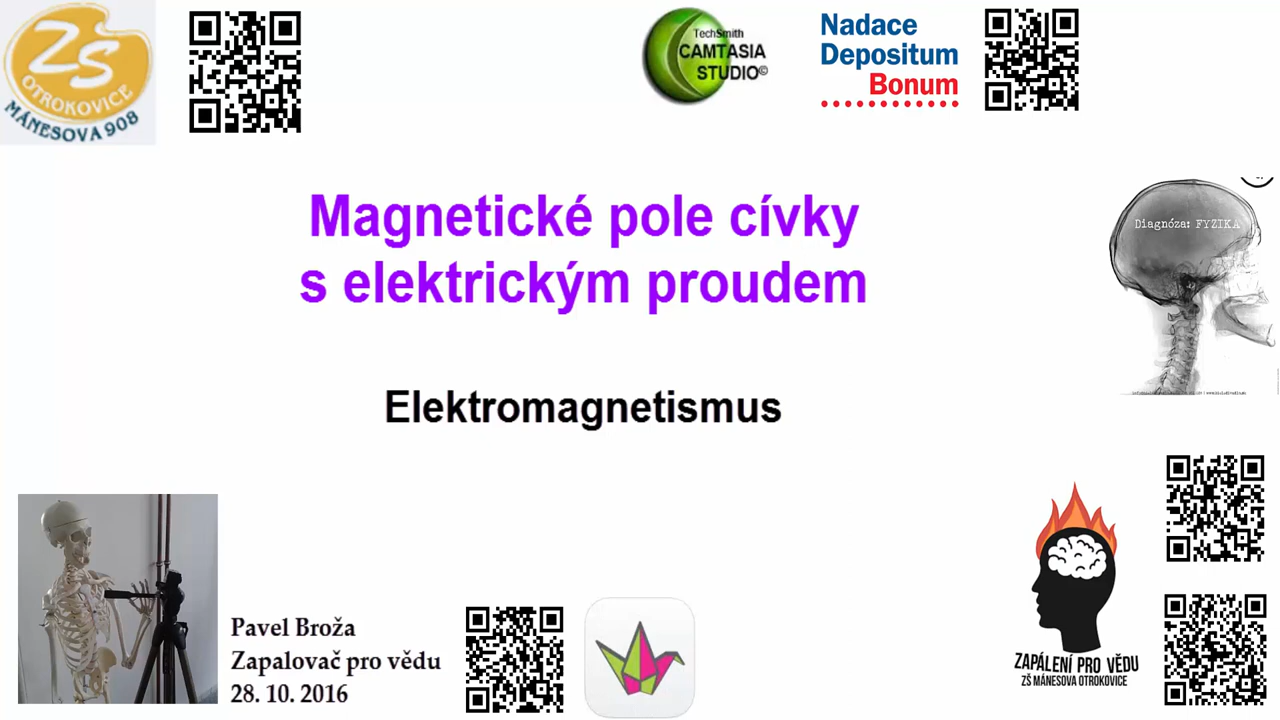 ZŠ
OTROKOVICE
MÁNESOVA 908
TechSmith
CAMTASIA
STUDIO©
Nadace
Depositum
Bonum
Magnetické pole cívky
s elektrickým proudem
Diagnóza: FYZIKA
Elektromagnetismus
Pavel Broža
Zapalovač pro vědu
28. 10. 2016
ZAPÁLENÍ PRO VĚDU
ZŠ MÁNESOVA OTROKOVICE